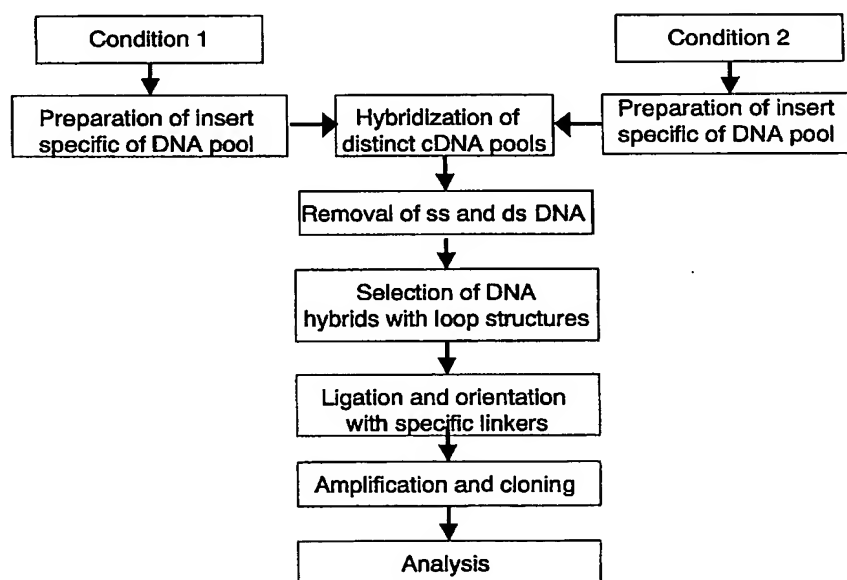 Condition 1
Condition 2
Preparation of insert
specific of DNA pool
Hybridization of
distinct cDNA pools
Preparation of insert
specific of DNA pool
Removal of ss and ds DNA
Selection of DNA
hybrids with loop structures
Ligation and orientation
with specific linkers
Amplification and cloning
Analysis